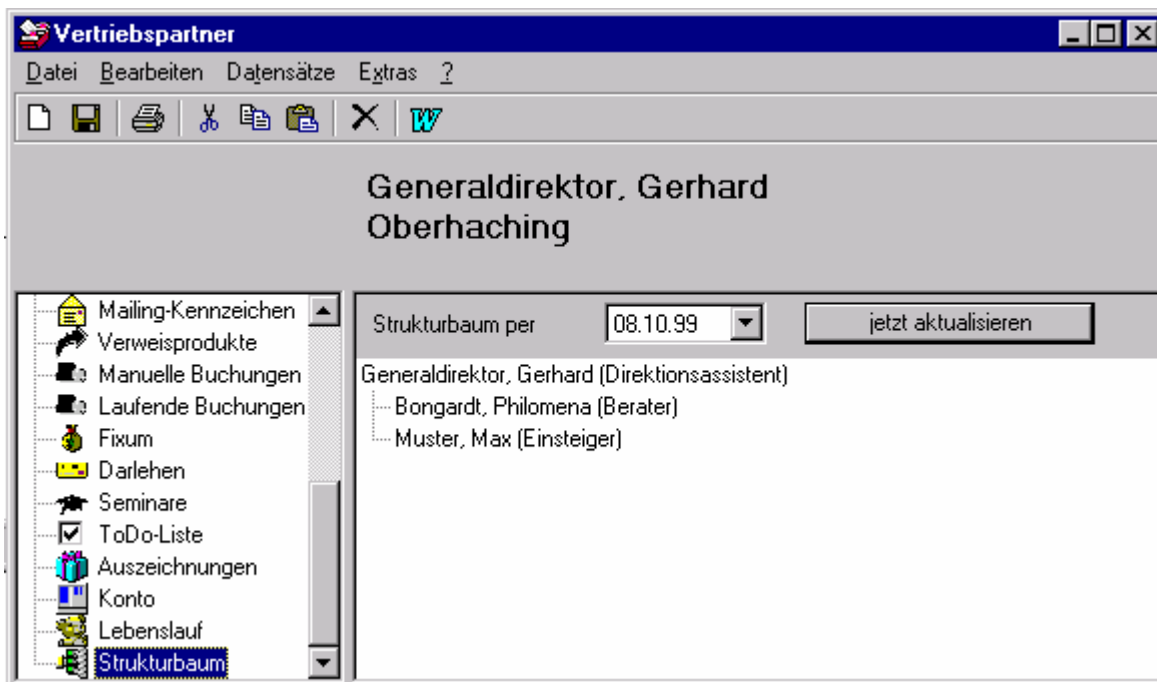 Vertriebspartner
Datei Bearbeiten Datensätze Extras ?
W
Generaldirektor, Gerhard
Oberhaching
Mailing-Kennzeichen
Verweisprodukte
Manuelle Buchungen
Laufende Buchungen
Fixum
Darlehen
Seminare
ToDo-Liste
Auszeichnungen
Konto
Lebenslauf
Strukturbaum
Strukturbaum per 08.10.99 jetzt aktualisieren
Generaldirektor, Gerhard (Direktionsassistent)
Bongardt, Philomena (Berater)
Muster, Max (Einsteiger)